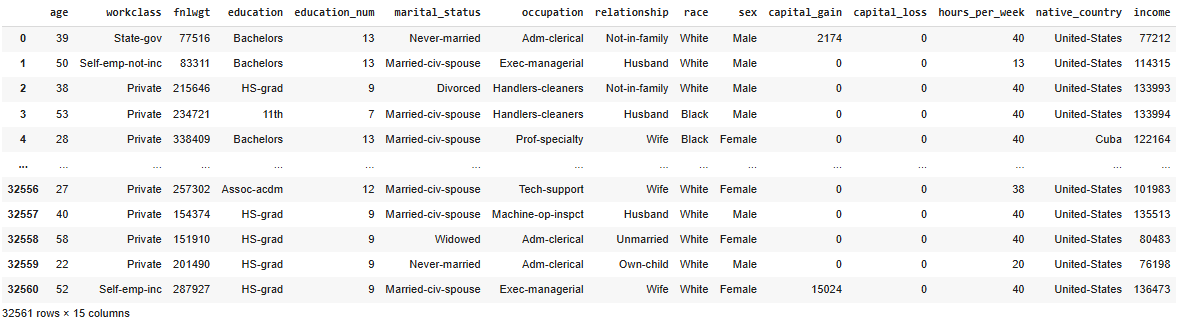 age workclass fnlwgt education education_num marital_status occupation relationship race sex capital_gain capital_loss hours_per_week native_country income
0 39 State-gov 77516 Bachelors 13 Never-married Adm-clerical Not-in-family White Male 2174 0 40 United-States 77212
1 50 Self-emp-not-inc 83311 Bachelors 13 Married-civ-spouse Exec-managerial Husband White Male 0 0 13 United-States 114315
2 38 Private 215646 HS-grad 9 Divorced Handlers-cleaners Not-in-family White Male 0 0 40 United-States 133993
3 53 Private 234721 11th 7 Married-civ-spouse Handlers-cleaners Husband Black Male 0 0 40 United-States 133994
4 28 Private 338409 Bachelors 13 Married-civ-spouse Prof-specialty Wife Black Female 0 0 40 Cuba 122164
... ... ... ... ... ... ... ... ... ... ... ... ... ... ... ...
32556 27 Private 257302 Assoc-acdm 12 Married-civ-spouse Tech-support Wife White Female 0 0 38 United-States 101983
32557 40 Private 154374 HS-grad 9 Married-civ-spouse Machine-op-inspct Husband White Male 0 0 40 United-States 135513
32558 58 Private 151910 HS-grad 9 Widowed Adm-clerical Unmarried White Female 0 0 40 United-States 80483
32559 22 Private 201490 HS-grad 9 Never-married Adm-clerical Own-child White Male 0 0 20 United-States 76198
32560 52 Self-emp-inc 287927 HS-grad 9 Married-civ-spouse Exec-managerial Wife White Female 15024 0 40 United-States 136473
32561 rows × 15 columns